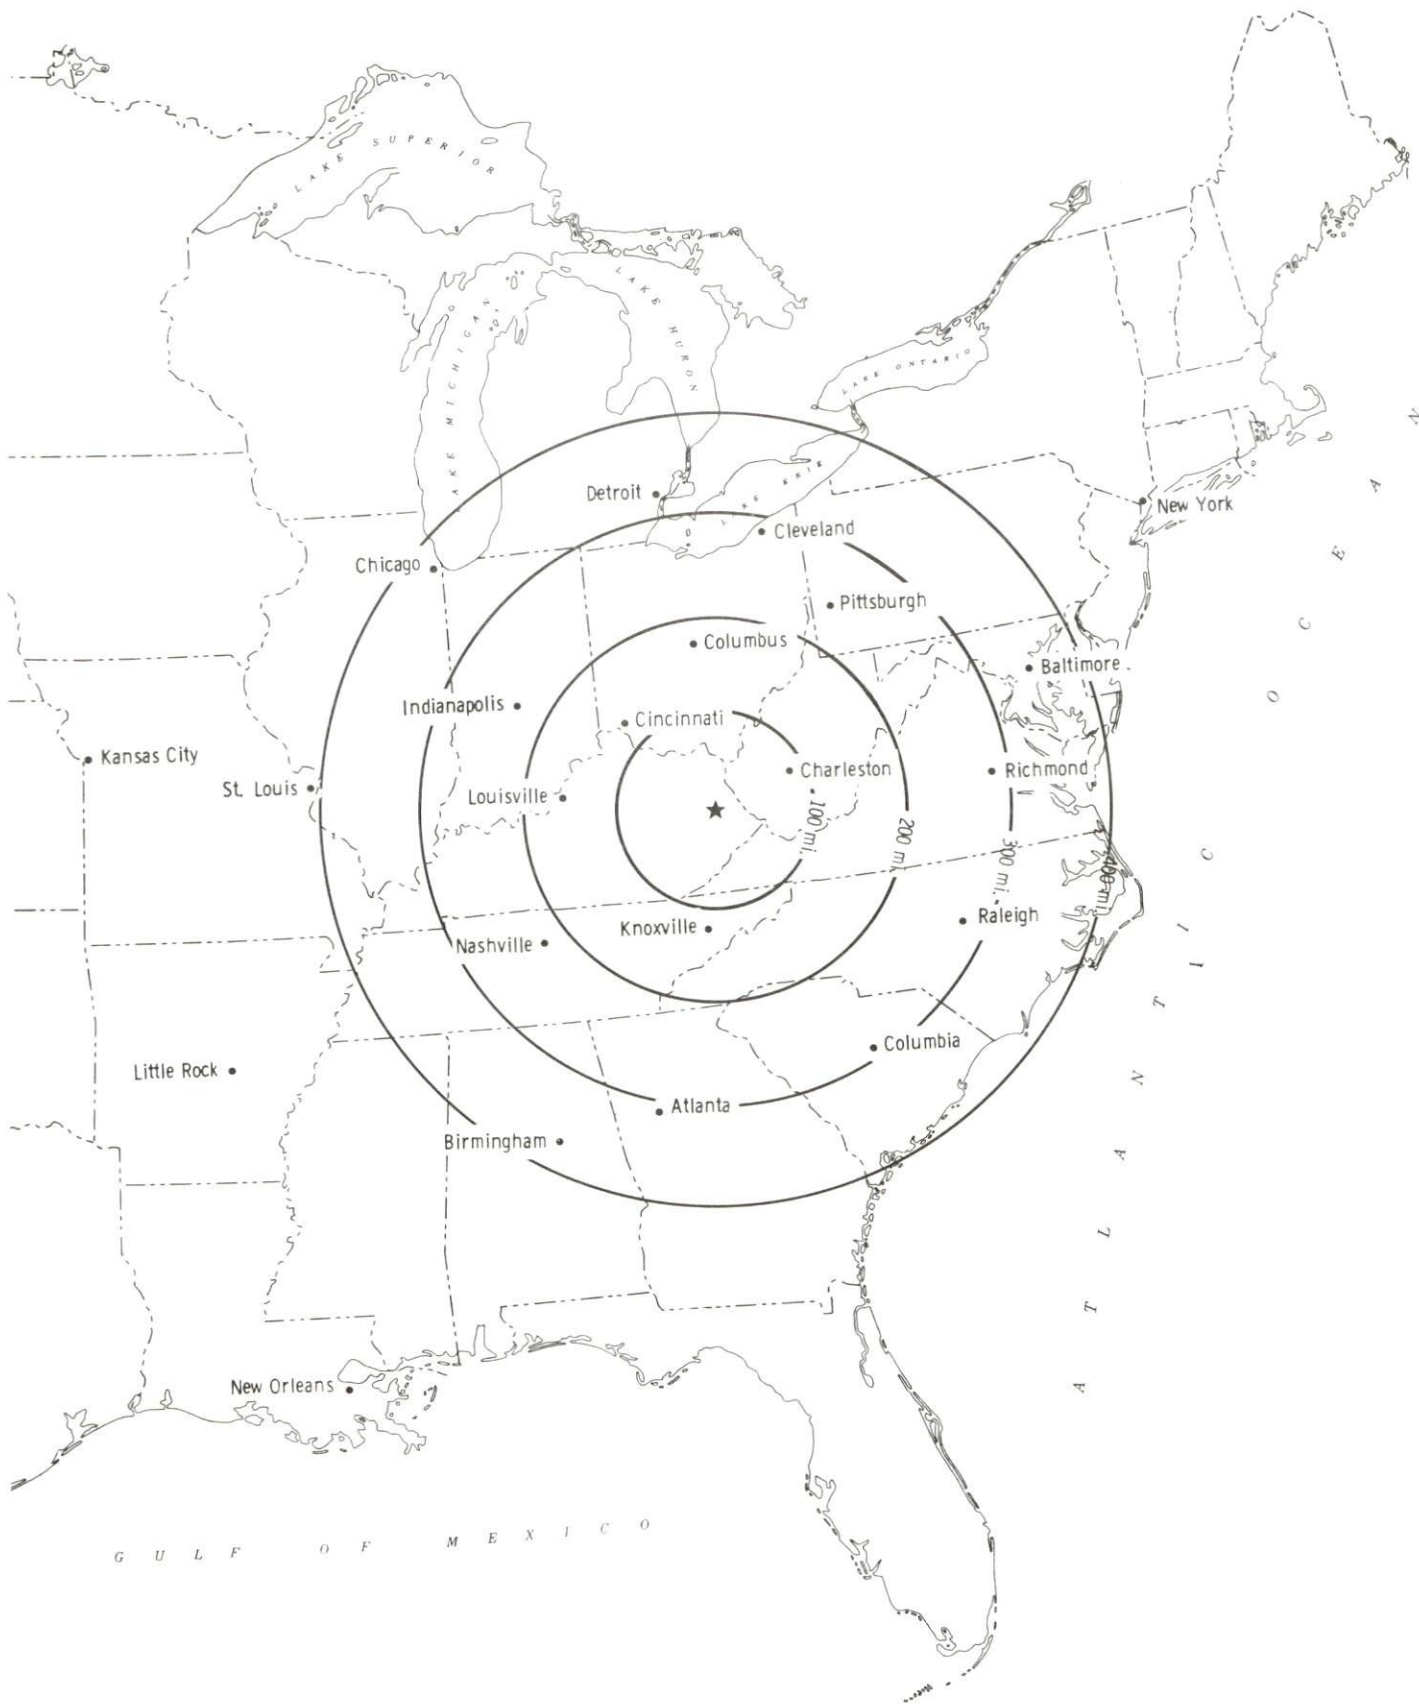 LAKE SUPERIOR
LAKE MICHIGAN
LAKE HURON
LAKE ONTARIO
LAKE ERIE
Detroit
New York
Cleveland
Chicago
Pittsburgh
Columbus
Baltimore
Indianapolis
Cincinnati
Kansas City
St. Louis
Louisville
Charleston
Richmond
100 mi.
200 mi.
300 mi.
400 mi.
Knoxville
Raleigh
Nashville
Columbia
Little Rock
Atlanta
Birmingham
New Orleans
ATLANTIC OCEAN
GULF OF MEXICO